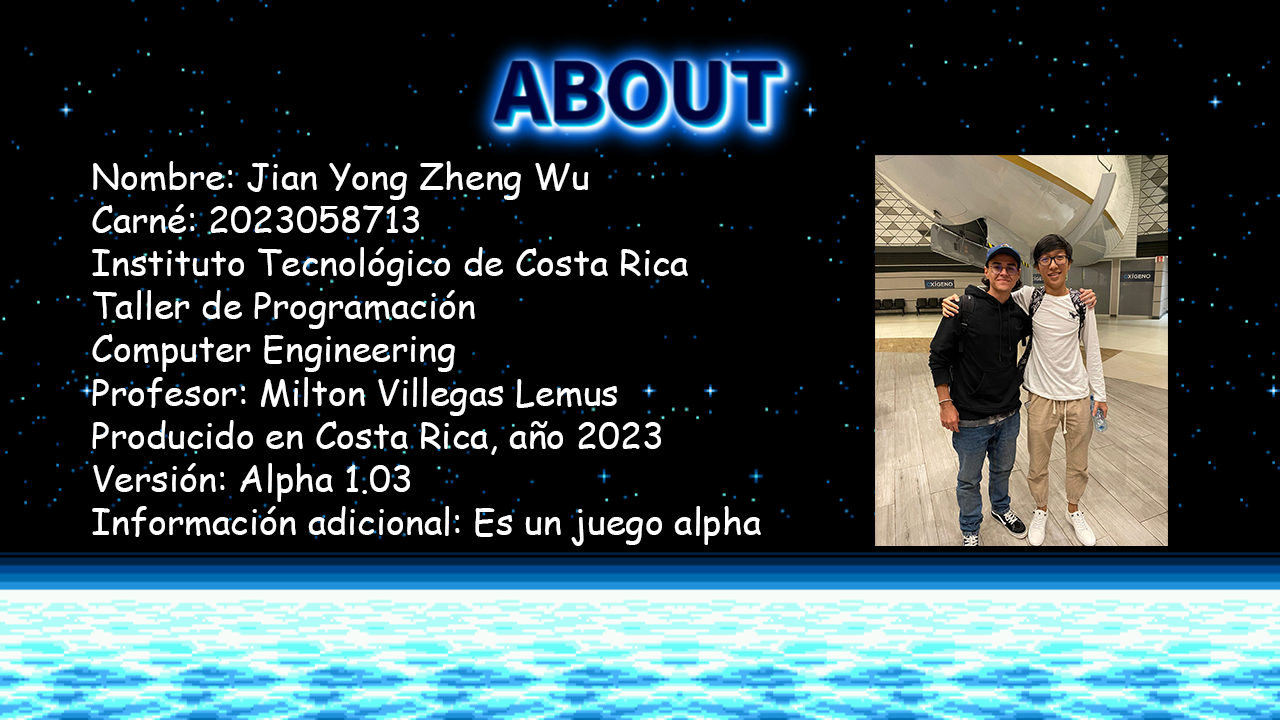 ABOUT
Nombre: Jian Yong Zheng Wu
Carné: 2023058713
Instituto Tecnológico de Costa Rica
Taller de Programación
Computer Engineering
Profesor: Milton Villegas Lemus
Producido en Costa Rica, año 2023
Versión: Alpha 1.03
Información adicional: Es un juego alpha
OXÍGENO
OXÍGENO